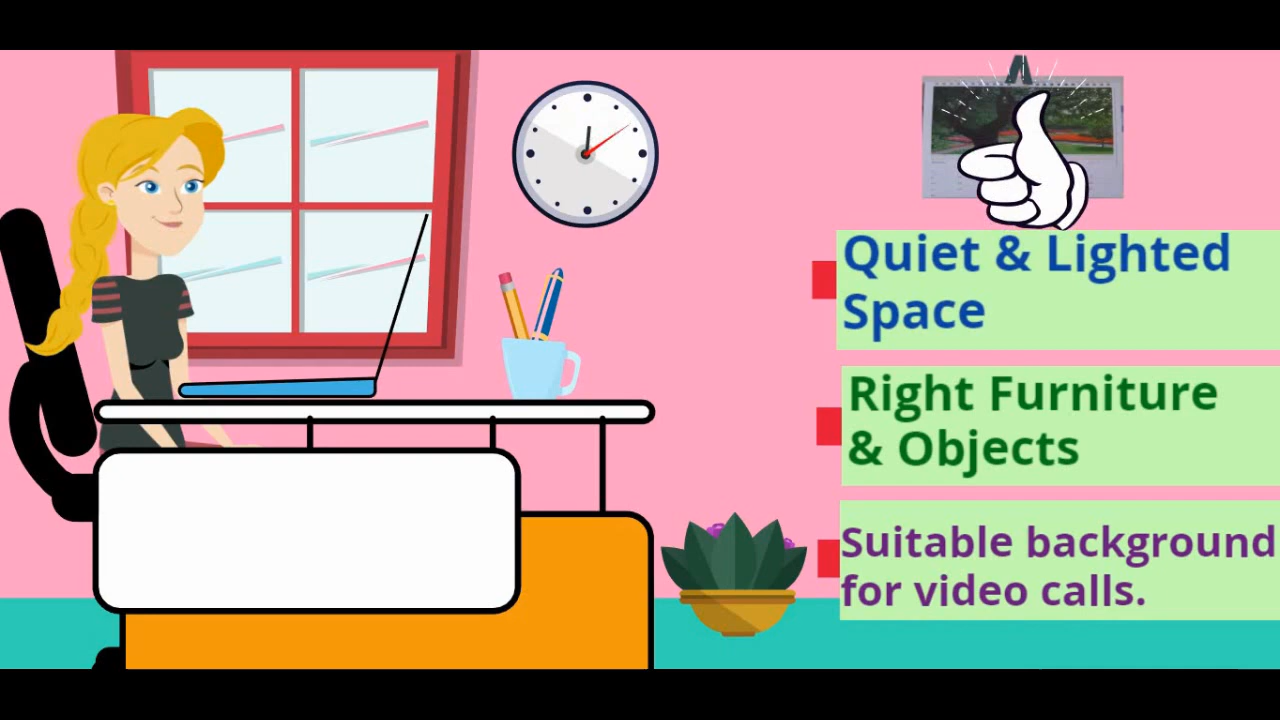 Quiet & Lighted
Space
Right Furniture
& Objects
Suitable background
for video calls.